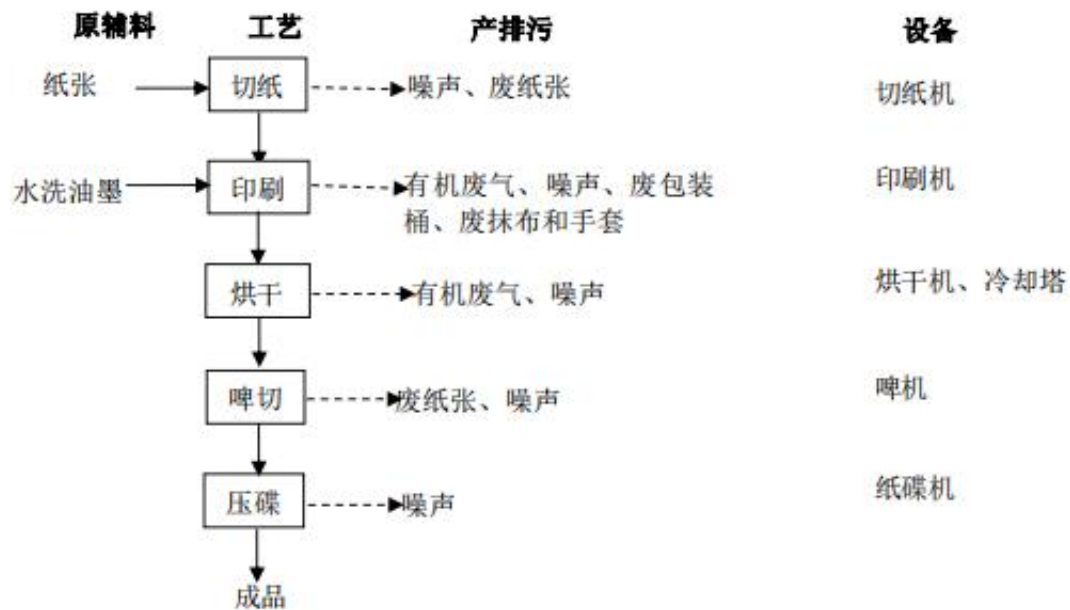 原辅料 工艺 产排污 设备
纸张 切纸 噪声、废纸张 切纸机
水洗油墨 印刷 有机废气、噪声、废包装 印刷机
桶、废抹布和手套
烘干 有机废气、噪声 烘干机、冷却塔
啤切 废纸张、噪声 啤机
压碟 噪声 纸碟机
成品